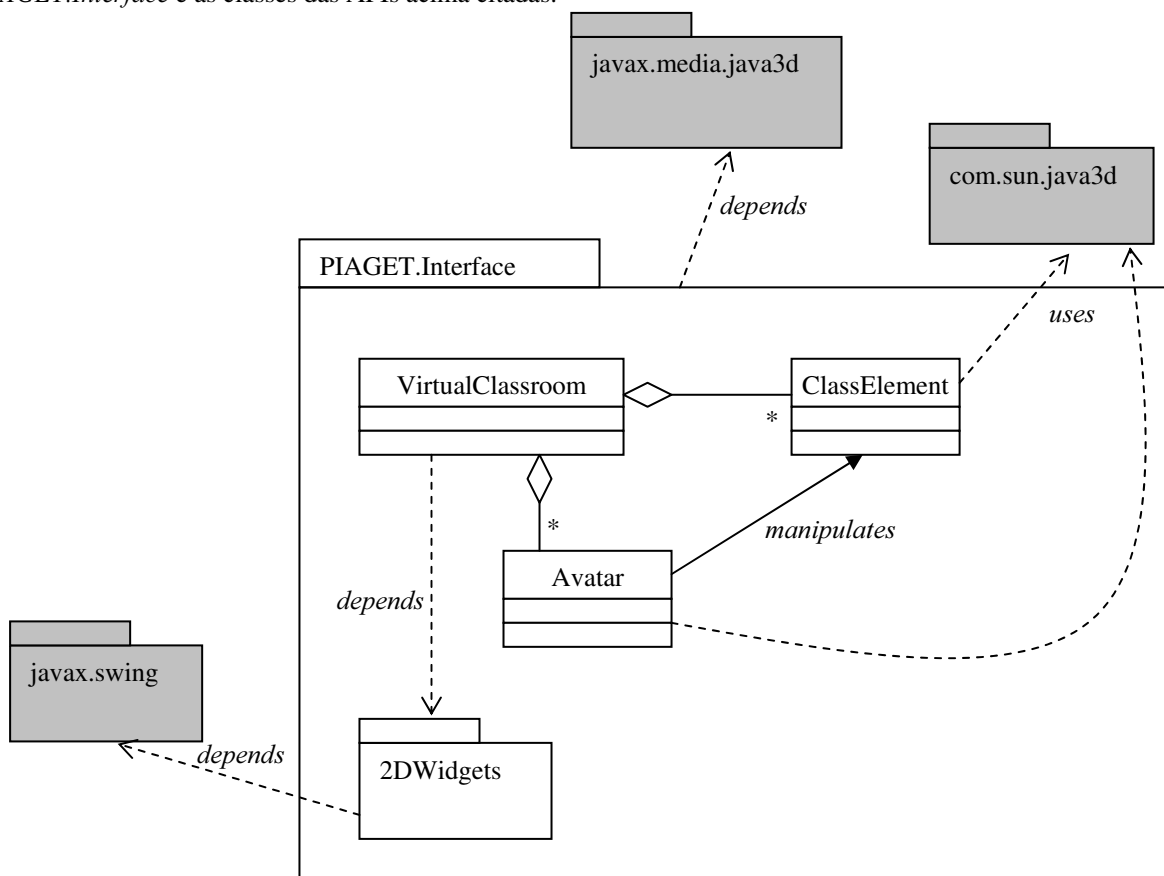 PIAGET.Interface e as classes das APIs acima citadas.
javax.media.java3d
com.sun.java3d
depends
PIAGET.Interface
uses
VirtualClassroom
ClassElement
*
manipulates
*
Avatar
depends
javax.swing
depends
2DWidgets